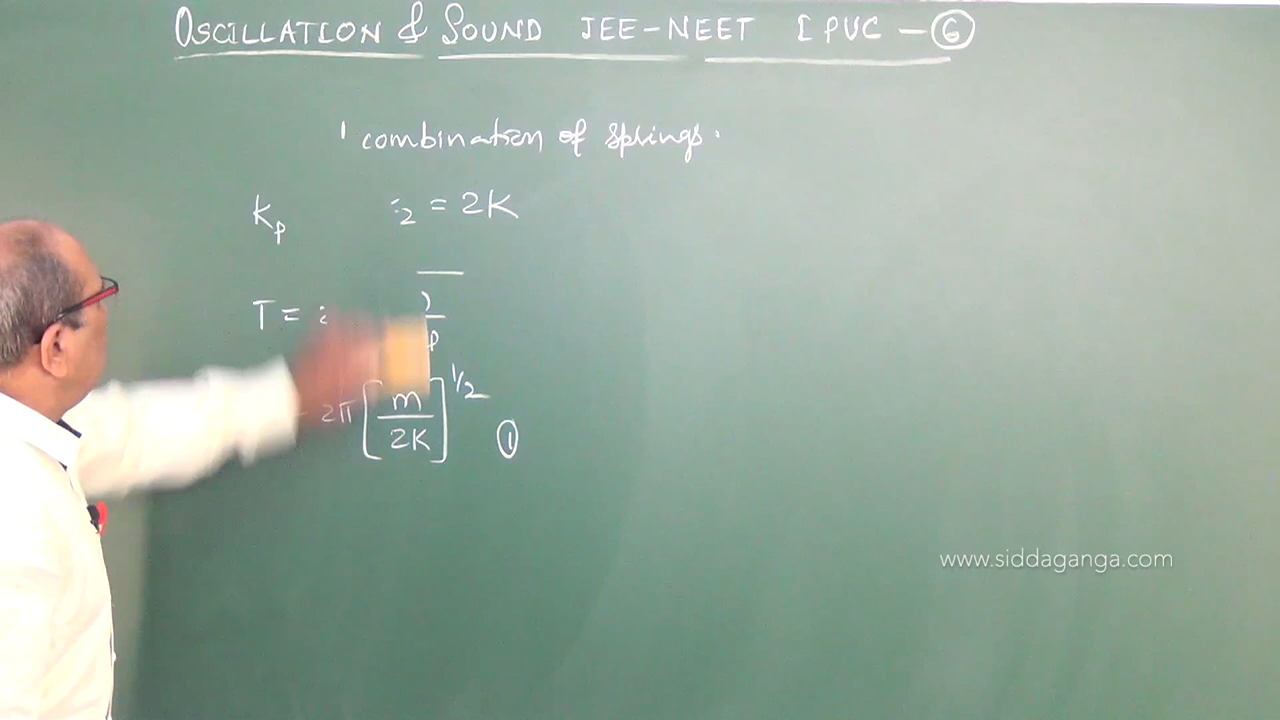 OSCILLATION & SOUND JEE-NEET I PUC - 6
combination of springs.
Kp 2 = 2K
T =
p
2π [m/2K]^1/2 1
www.siddaganga.com